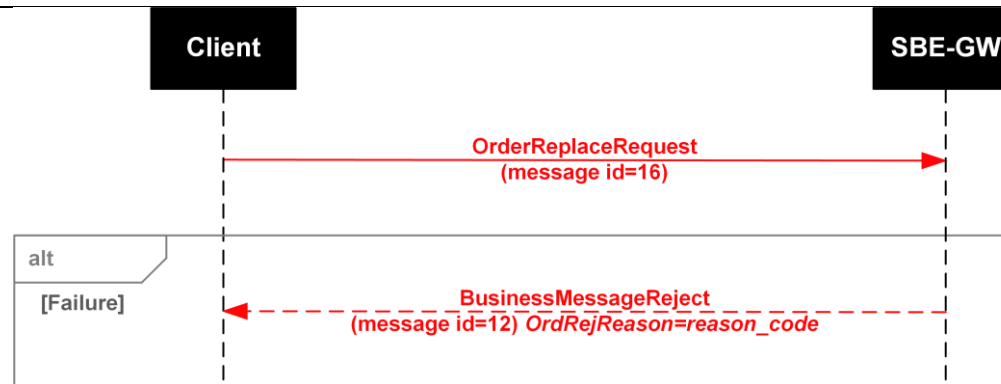 Client
SBE-GW
OrderReplaceRequest
(message id=16)
alt
[Failure]
BusinessMessageReject
(message id=12) OrdRejReason=reason_code